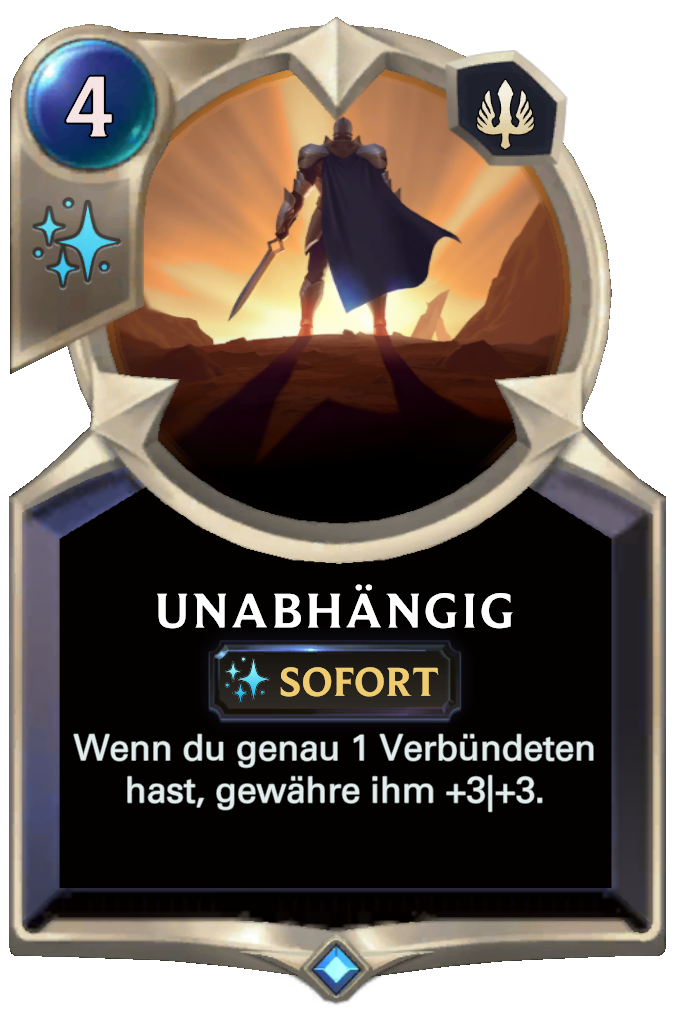 4
UNABHÄNGIG
SOFORT
Wenn du genau 1 Verbündeten
hast, gewähre ihm +3|+3.